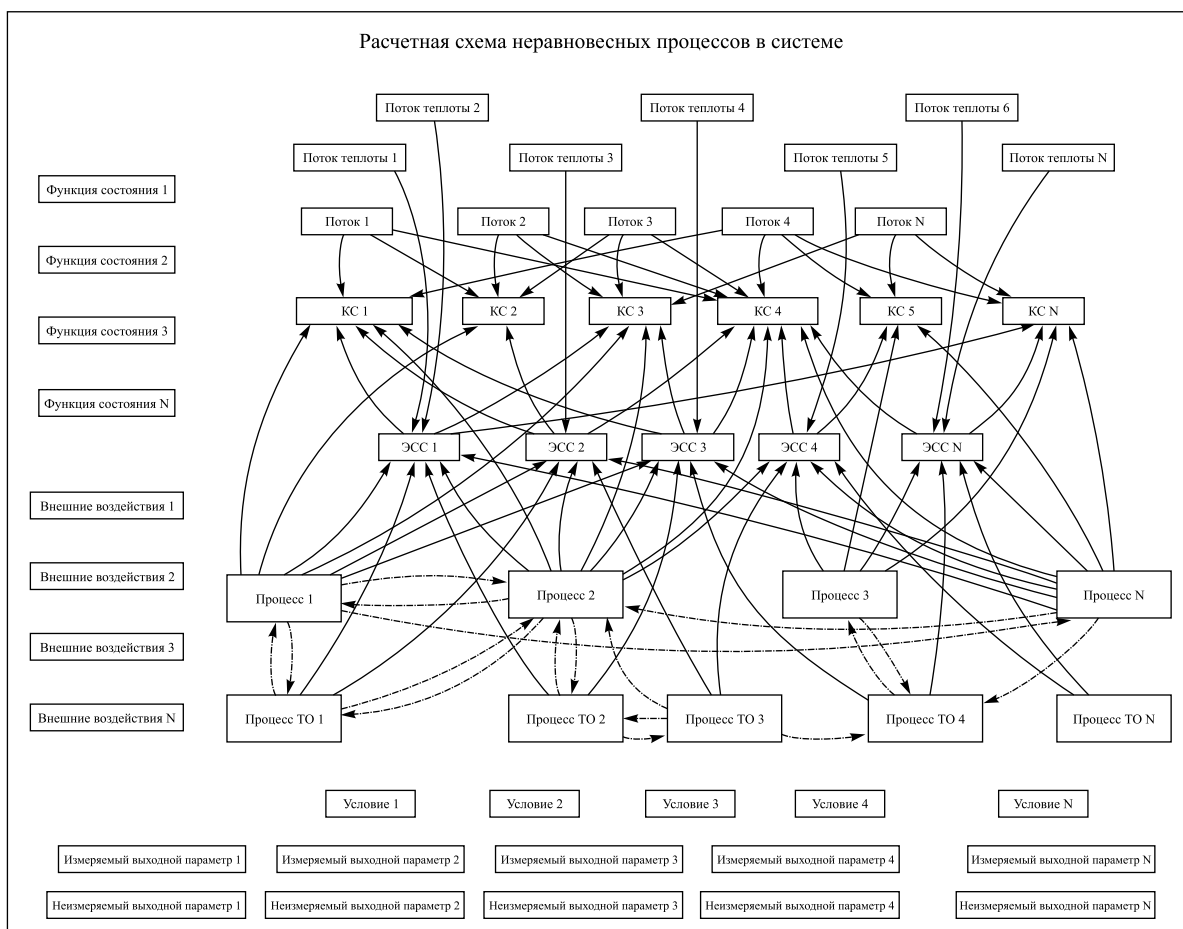 Расчетная схема неравновесных процессов в системе
Поток теплоты 2
Поток теплоты 4
Поток теплоты 6
Поток теплоты 1
Поток теплоты 3
Поток теплоты 5
Поток теплоты N
Функция состояния 1
Поток 1
Поток 2
Поток 3
Поток 4
Поток N
Функция состояния 2
КС 1
КС 2
КС 3
КС 4
КС 5
КС N
Функция состояния 3
Функция состояния N
ЭСС 1
ЭСС 2
ЭСС 3
ЭСС 4
ЭСС N
Внешние воздействия 1
Внешние воздействия 2
Процесс 1
Процесс 2
Процесс 3
Процесс N
Внешние воздействия 3
Внешние воздействия N
Процесс ТО 1
Процесс ТО 2
Процесс ТО 3
Процесс ТО 4
Процесс ТО N
Условие 1
Условие 2
Условие 3
Условие 4
Условие N
Измеряемый выходной параметр 1
Измеряемый выходной параметр 2
Измеряемый выходной параметр 3
Измеряемый выходной параметр 4
Измеряемый выходной параметр N
Неизмеряемый выходной параметр 1
Неизмеряемый выходной параметр 2
Неизмеряемый выходной параметр 3
Неизмеряемый выходной параметр 4
Неизмеряемый выходной параметр N